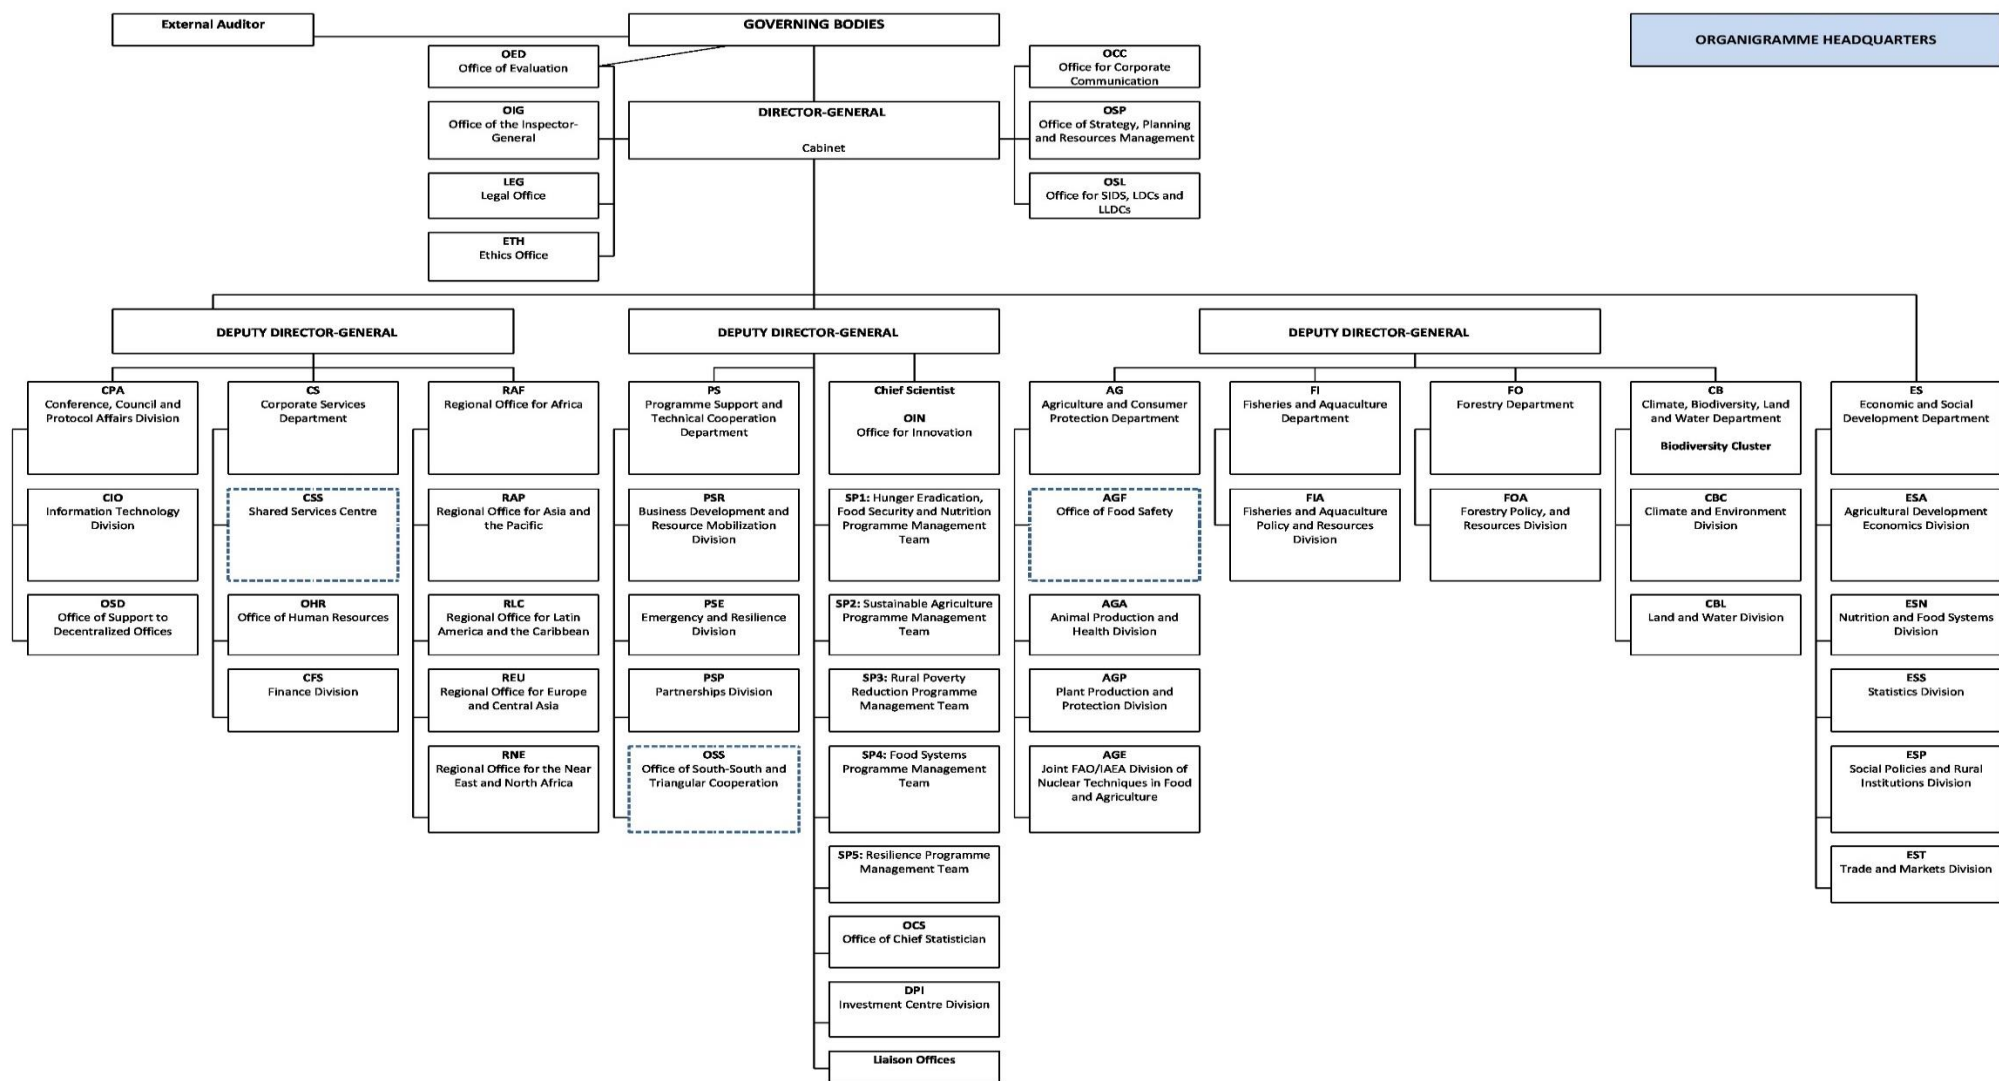 External Auditor
GOVERNING BODIES
ORGANIGRAMME HEADQUARTERS
OED
Office of Evaluation
OCC
Office for Corporate
Communication
OIG
Office of the Inspector-
General
DIRECTOR-GENERAL
Cabinet
OSP
Office of Strategy, Planning
and Resources Management
LEG
Legal Office
OSL
Office for SIDS, LDCs and
LLDCs
ETH
Ethics Office
DEPUTY DIRECTOR-GENERAL
DEPUTY DIRECTOR-GENERAL
DEPUTY DIRECTOR-GENERAL
CPA
Conference, Council and
Protocol Affairs Division
CIO
Information Technology
Division
OSD
Office of Support to
Decentralized Offices
CS
Corporate Services
Department
CSS
Shared Services Centre
OHR
Office of Human Resources
CFS
Finance Division
RAF
Regional Office for Africa
RAP
Regional Office for Asia and
the Pacific
RLC
Regional Office for Latin
America and the Caribbean
REU
Regional Office for Europe
and Central Asia
RNE
Regional Office for the Near
East and North Africa
PS
Programme Support and
Technical Cooperation
Department
PSR
Business Development and
Resource Mobilization
Division
PSE
Emergency and Resilience
Division
PSP
Partnerships Division
OSS
Office of South-South and
Triangular Cooperation
Chief Scientist
OIN
Office for Innovation
SP1: Hunger Eradication,
Food Security and Nutrition
Programme Management
Team
SP2: Sustainable Agriculture
Programme Management
Team
SP3: Rural Poverty
Reduction Programme
Management Team
SP4: Food Systems
Programme Management
Team
SP5: Resilience Programme
Management Team
OCS
Office of Chief Statistician
DPI
Investment Centre Division
Liaison Offices
AG
Agriculture and Consumer
Protection Department
AGF
Office of Food Safety
AGA
Animal Production and
Health Division
AGP
Plant Production and
Protection Division
AGE
Joint FAO/IAEA Division of
Nuclear Techniques in Food
and Agriculture
FI
Fisheries and Aquaculture
Department
FIA
Fisheries and Aquaculture
Policy and Resources
Division
FO
Forestry Department
FOA
Forestry Policy, and
Resources Division
CB
Climate, Biodiversity, Land
and Water Department
Biodiversity Cluster
CBC
Climate and Environment
Division
CBL
Land and Water Division
ES
Economic and Social
Development Department
ESA
Agricultural Development
Economics Division
ESN
Nutrition and Food Systems
Division
ESS
Statistics Division
ESP
Social Policies and Rural
Institutions Division
EST
Trade and Markets Division